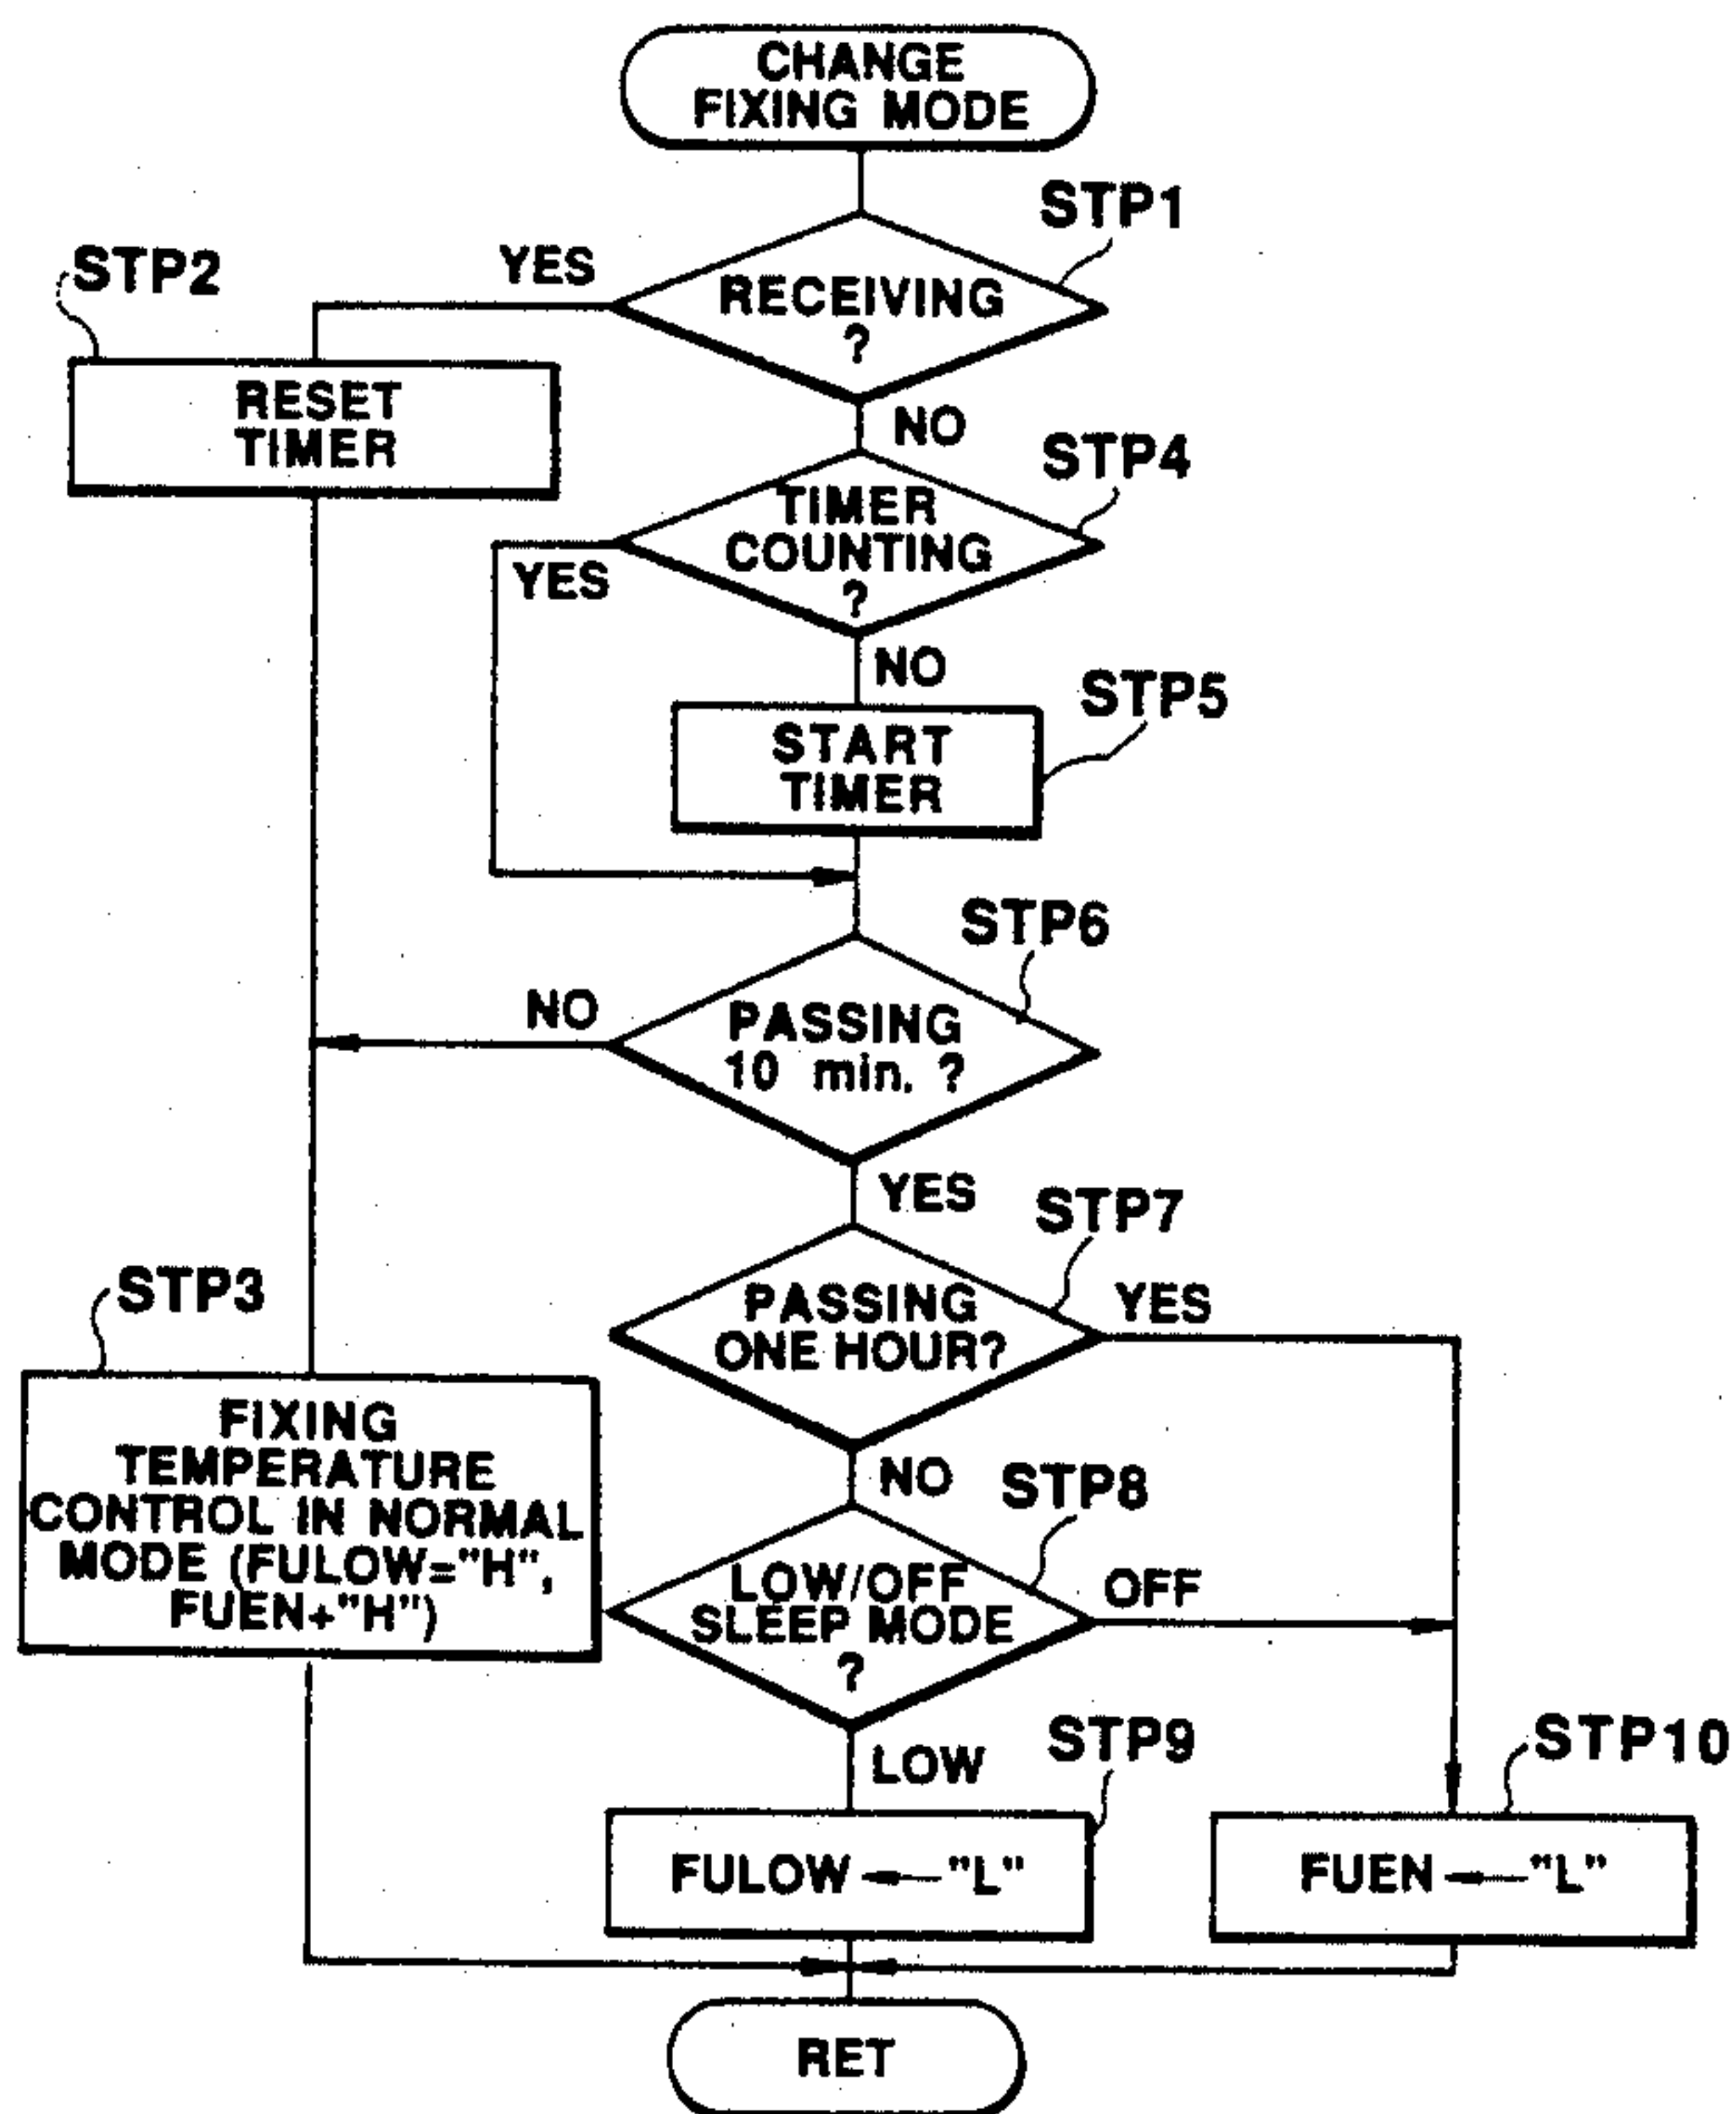 CHANGE
FIXING MODE
STP1
YES
STP2
RECEIVING
?
RESET
TIMER
NO
STP4
TIMER
COUNTING
?
YES
NO
STP5
START
TIMER
STP6
NO
PASSING
10 min. ?
YES
STP7
PASSING
ONE HOUR?
YES
STP3
FIXING
TEMPERATURE
CONTROL IN NORMAL
MODE (FULOW="H",
FUEN+"H")
NO
STP8
LOW/OFF
SLEEP MODE
?
OFF
LOW
STP9
STP10
FULOW ← "L"
FUEN ← "L"
RET